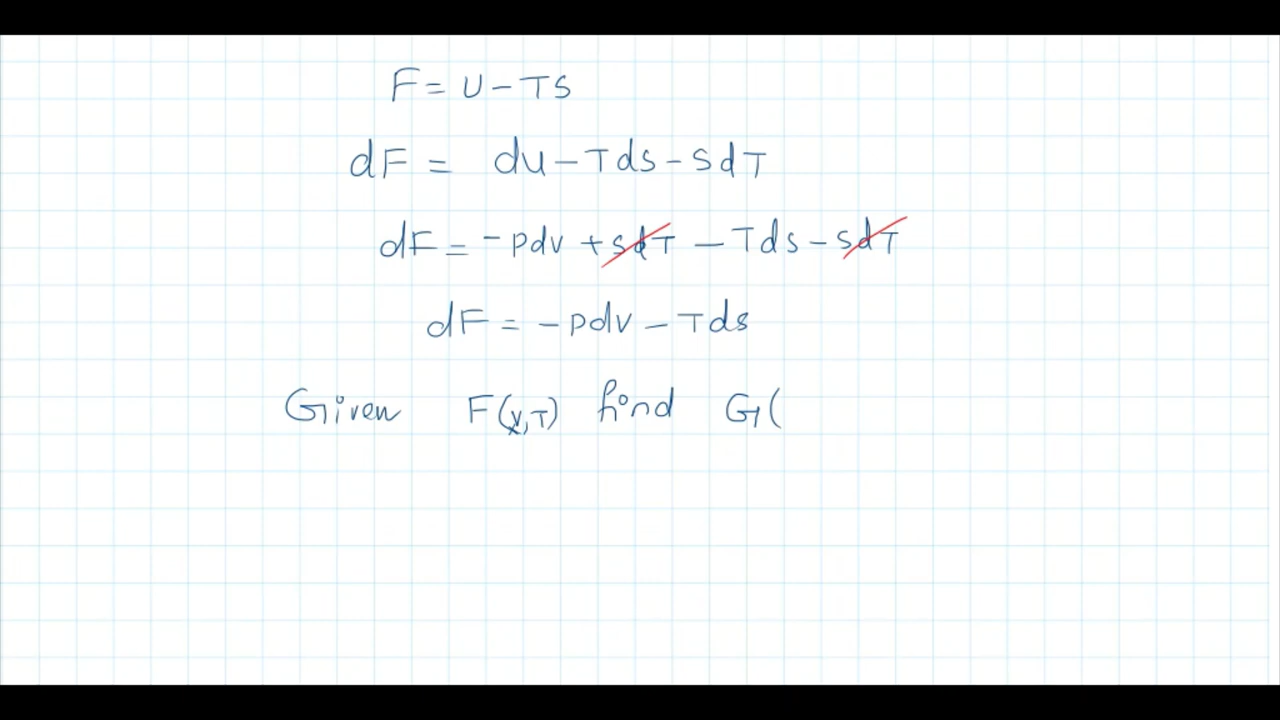 F = U - TS
dF = du - Tds - SdT
dF = -pdv + sdT - Tds - sdT
dF = -pdv - Tds
Given F(v,T) find G(